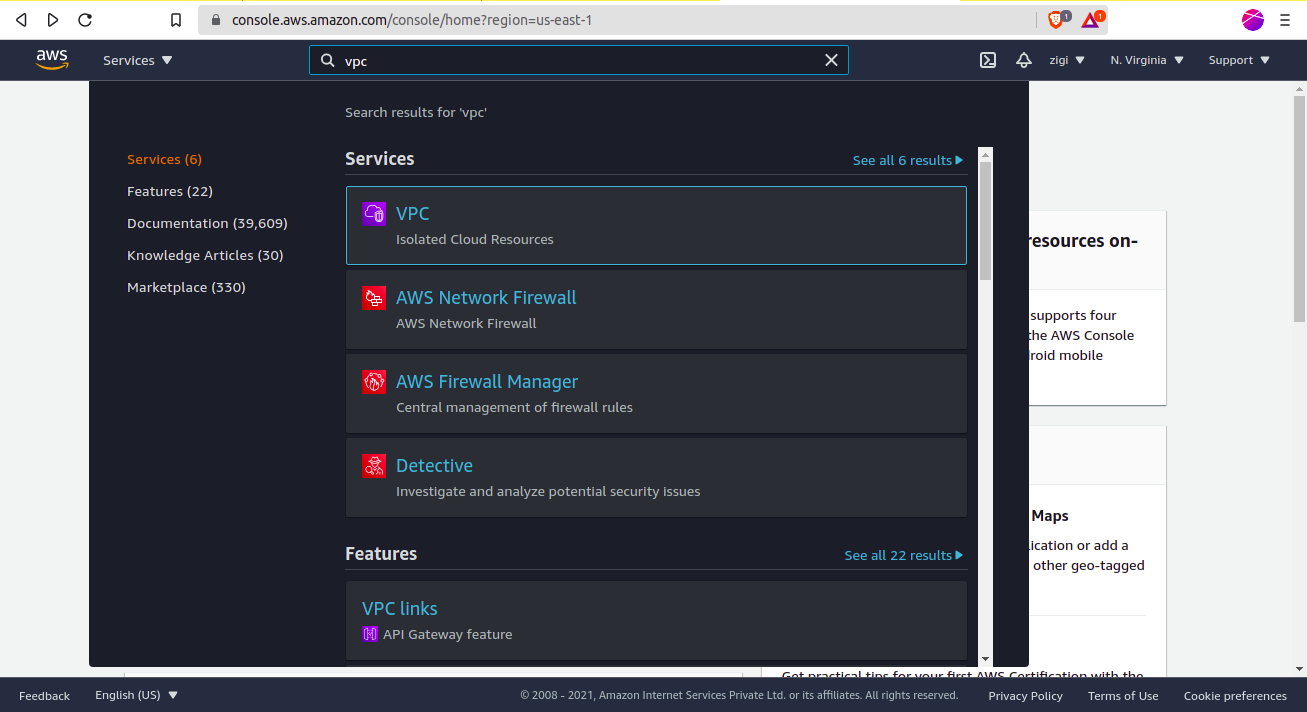 console.aws.amazon.com/console/home?region=us-east-1
1
1
aws
Services
vpc
zigi
N. Virginia
Support
Search results for 'vpc'
Services (6)
Features (22)
Documentation (39,609)
Knowledge Articles (30)
Marketplace (330)
Services
See all 6 results
VPC
Isolated Cloud Resources
AWS Network Firewall
AWS Network Firewall
AWS Firewall Manager
Central management of firewall rules
Detective
Investigate and analyze potential security issues
Features
See all 22 results
VPC links
API Gateway feature
resources on-
supports four
the AWS Console
roid mobile
Maps
lication or add a
other geo-tagged
Get practical tips for your first AWS Certification with the
Feedback
English (US)
© 2008 - 2021, Amazon Internet Services Private Ltd. or its affiliates. All rights reserved.
Privacy Policy
Terms of Use
Cookie preferences